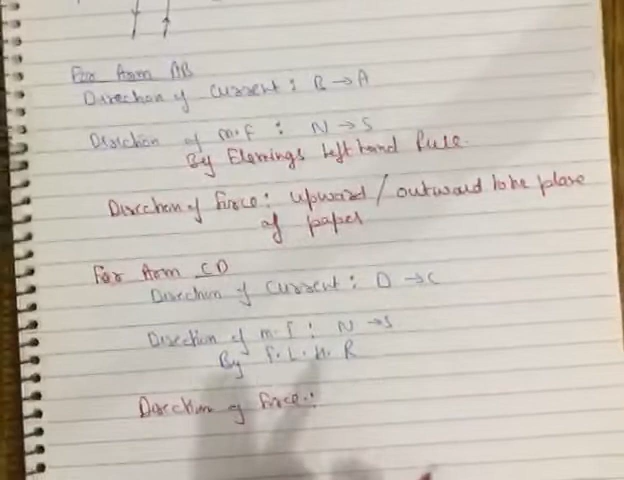 For Arm AB
Direction of current : B → A
Direction of m.f : N → S
By Flemings left hand Rule.
Direction of Force : upward / outward to the plane
of paper
For Arm CD
Direction of current : D → C
Direction of m.f : N → S
By F.L.H.R
Direction of Force :